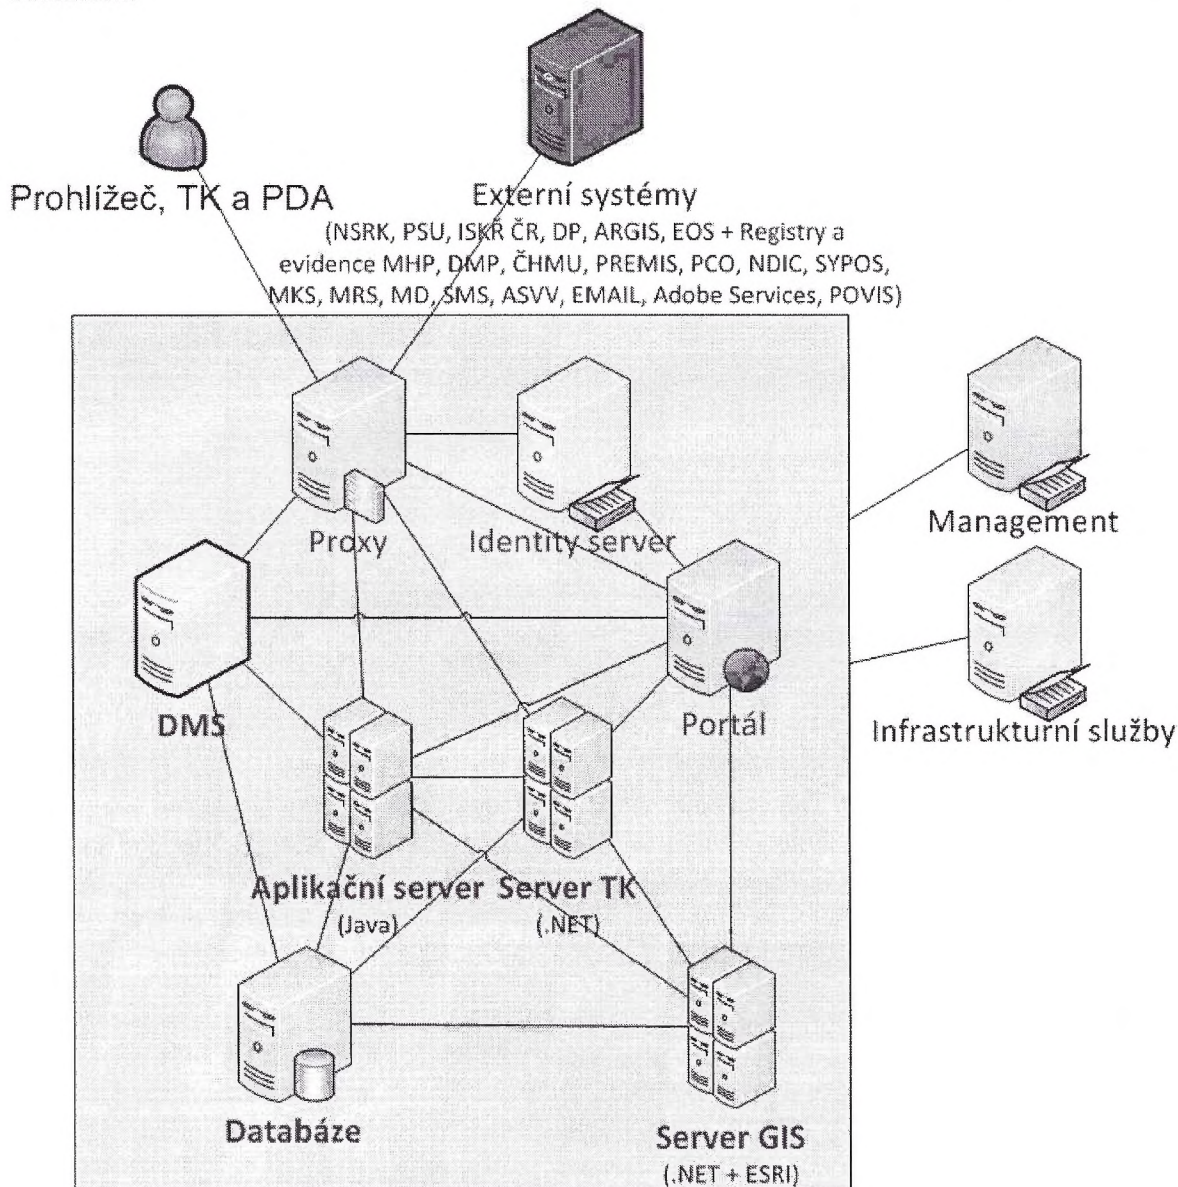 Prohlížeč, TK a PDA
Externí systémy
(NSRK, PSU, ISKŘ ČR, DP, ARGIS, EOS + Registry a
evidence MHP, DMP, ČHMU, PREMIS, PCO, NDIC, SYPOS,
MKS, MRS, MD, SMS, ASVV, EMAIL, Adobe Services, POVIS)
Proxy
Identity server
Management
DMS
Portál
Infrastrukturní služby
Aplikační server
(Java)
Server TK
(.NET)
Databáze
Server GIS
(.NET + ESRI)